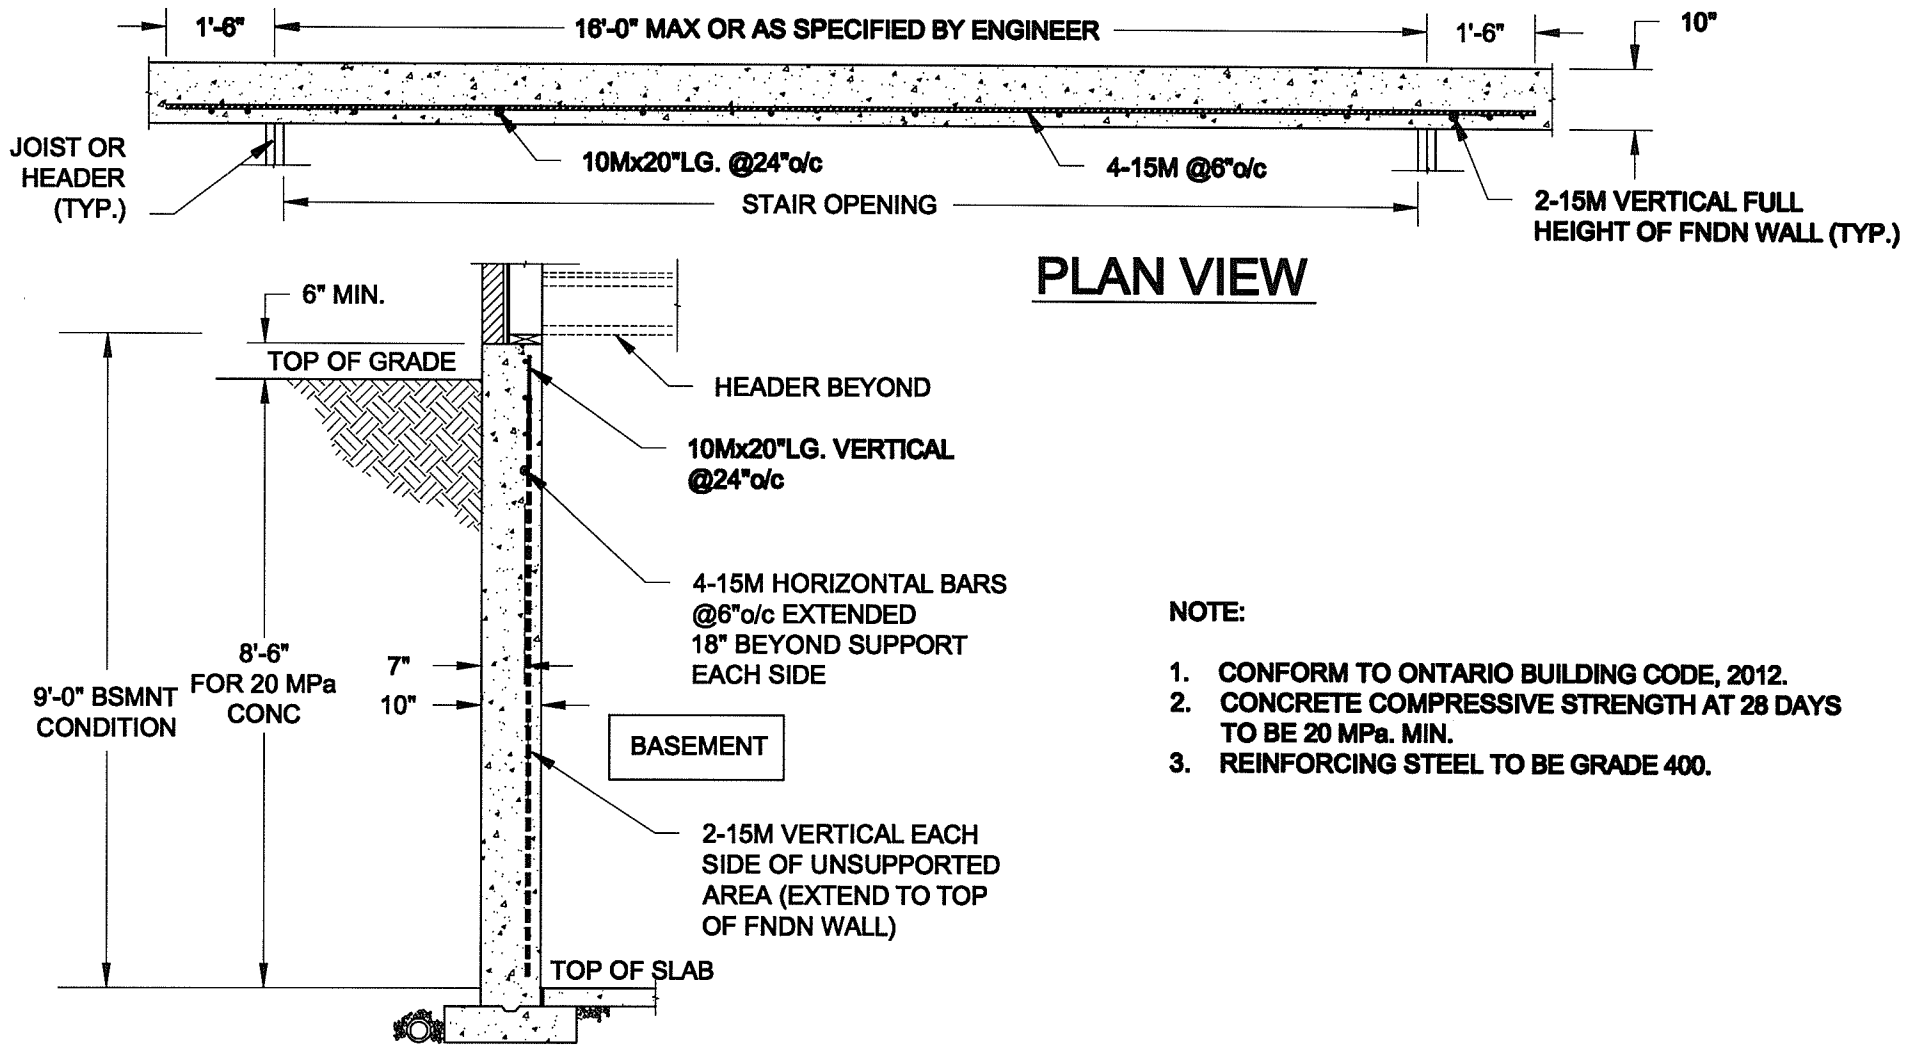 1'-6"
16'-0" MAX OR AS SPECIFIED BY ENGINEER
1'-6"
10"
JOIST OR
HEADER
(TYP.)
10Mx20"LG. @24"o/c
4-15M @6"o/c
STAIR OPENING
2-15M VERTICAL FULL
HEIGHT OF FNDN WALL (TYP.)
PLAN VIEW
6" MIN.
TOP OF GRADE
HEADER BEYOND
10Mx20"LG. VERTICAL
@24"o/c
4-15M HORIZONTAL BARS
@6"o/c EXTENDED
18" BEYOND SUPPORT
EACH SIDE
9'-0" BSMNT
CONDITION
8'-6"
FOR 20 MPa
CONC
7"
10"
BASEMENT
2-15M VERTICAL EACH
SIDE OF UNSUPPORTED
AREA (EXTEND TO TOP
OF FNDN WALL)
TOP OF SLAB
NOTE:
1. CONFORM TO ONTARIO BUILDING CODE, 2012.
2. CONCRETE COMPRESSIVE STRENGTH AT 28 DAYS
TO BE 20 MPa. MIN.
3. REINFORCING STEEL TO BE GRADE 400.